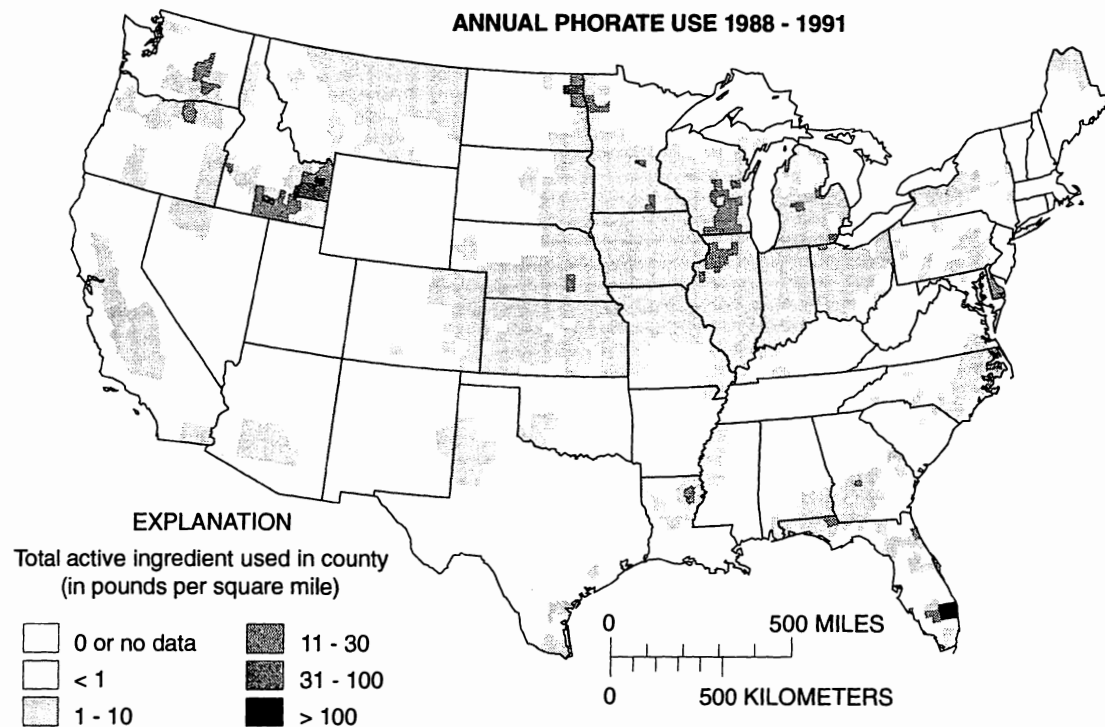 ANNUAL PHORATE USE 1988 - 1991
EXPLANATION
Total active ingredient used in county
(in pounds per square mile)
0 or no data
< 1
1 - 10
11 - 30
31 - 100
> 100
0 500 MILES
0 500 KILOMETERS